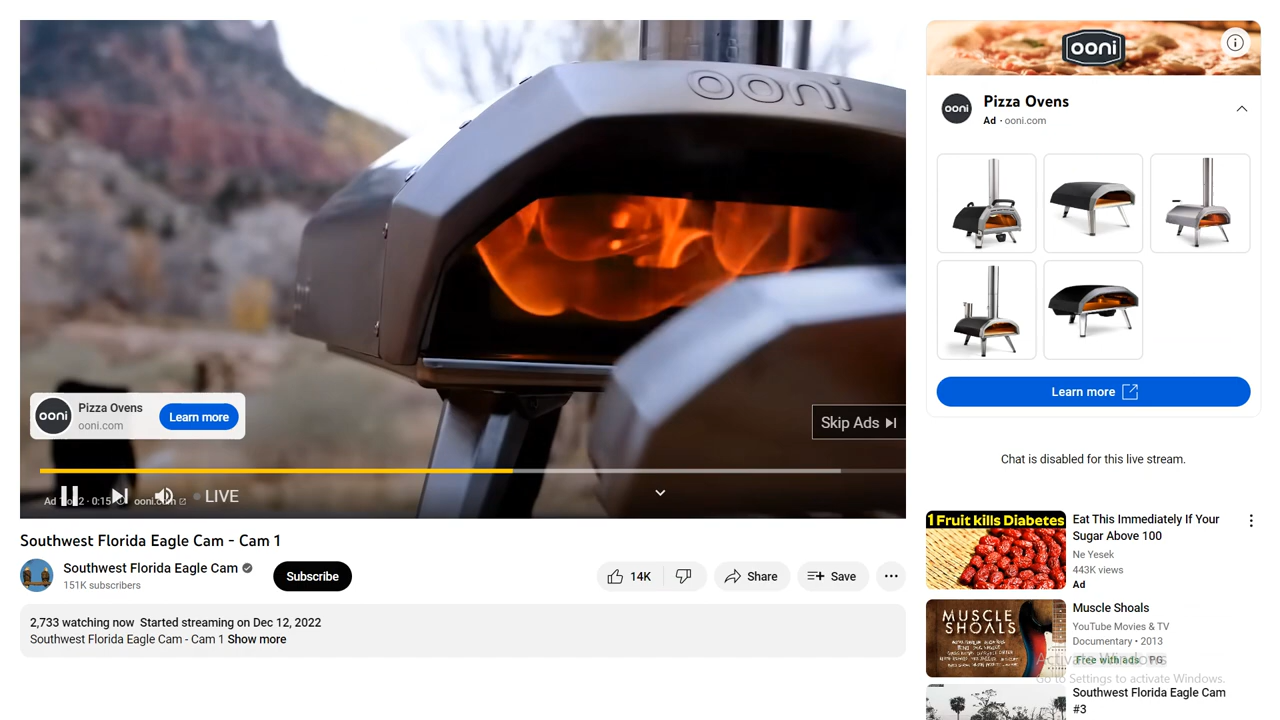 ooni
Pizza Ovens
ooni.com
Learn more
Skip Ads
LIVE
Southwest Florida Eagle Cam - Cam 1
Southwest Florida Eagle Cam
151K subscribers
Subscribe
14K
Share
Save
2,733 watching now Started streaming on Dec 12, 2022
Southwest Florida Eagle Cam - Cam 1 Show more
ooni
ooni
Pizza Ovens
Ad · ooni.com
Learn more
Chat is disabled for this live stream.
1 Fruit kills Diabetes
Eat This Immediately If Your
Sugar Above 100
Ne Yesek
443K views
Ad
MUSCLE
SHOALS
Muscle Shoals
YouTube Movies & TV
Documentary • 2013
Free with ads PG
Activate Windows
Go to Settings to activate Windows.
Southwest Florida Eagle Cam
#3